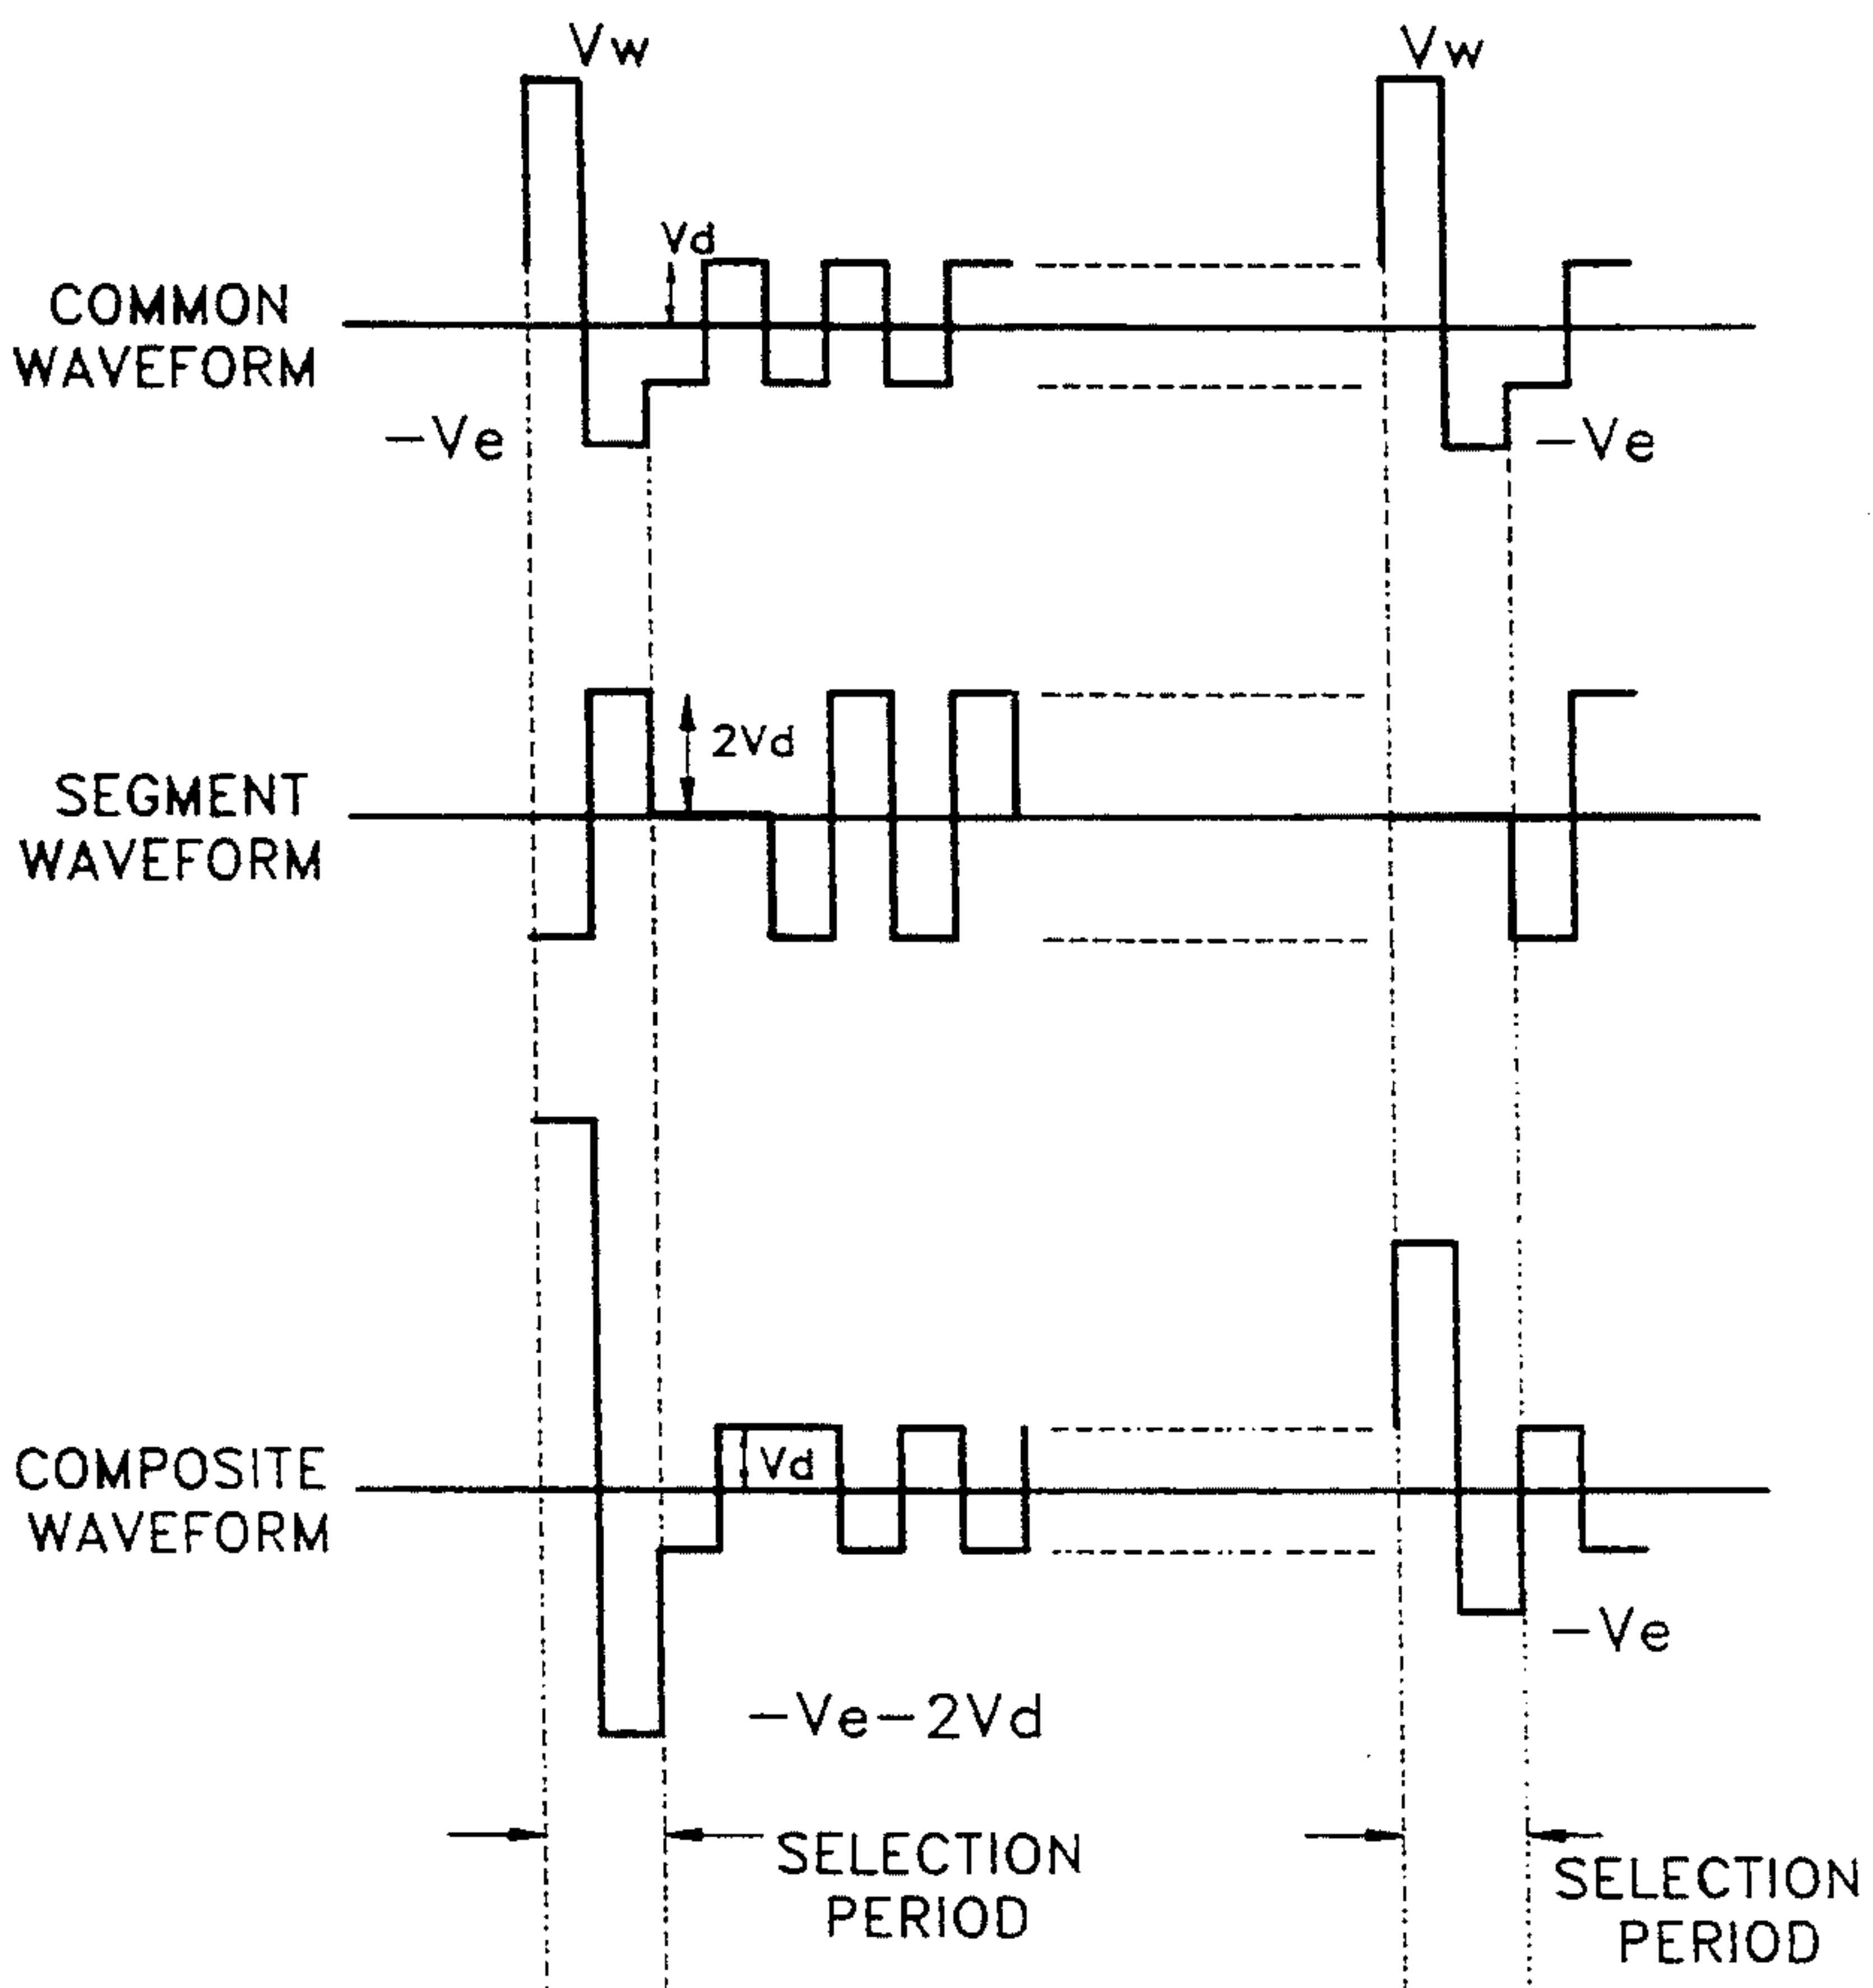 Vw
Vw
Vd
COMMON
WAVEFORM
-Ve
-Ve
2Vd
SEGMENT
WAVEFORM
COMPOSITE
WAVEFORM
Vd
-Ve
-Ve-2Vd
SELECTION
PERIOD
SELECTION
PERIOD